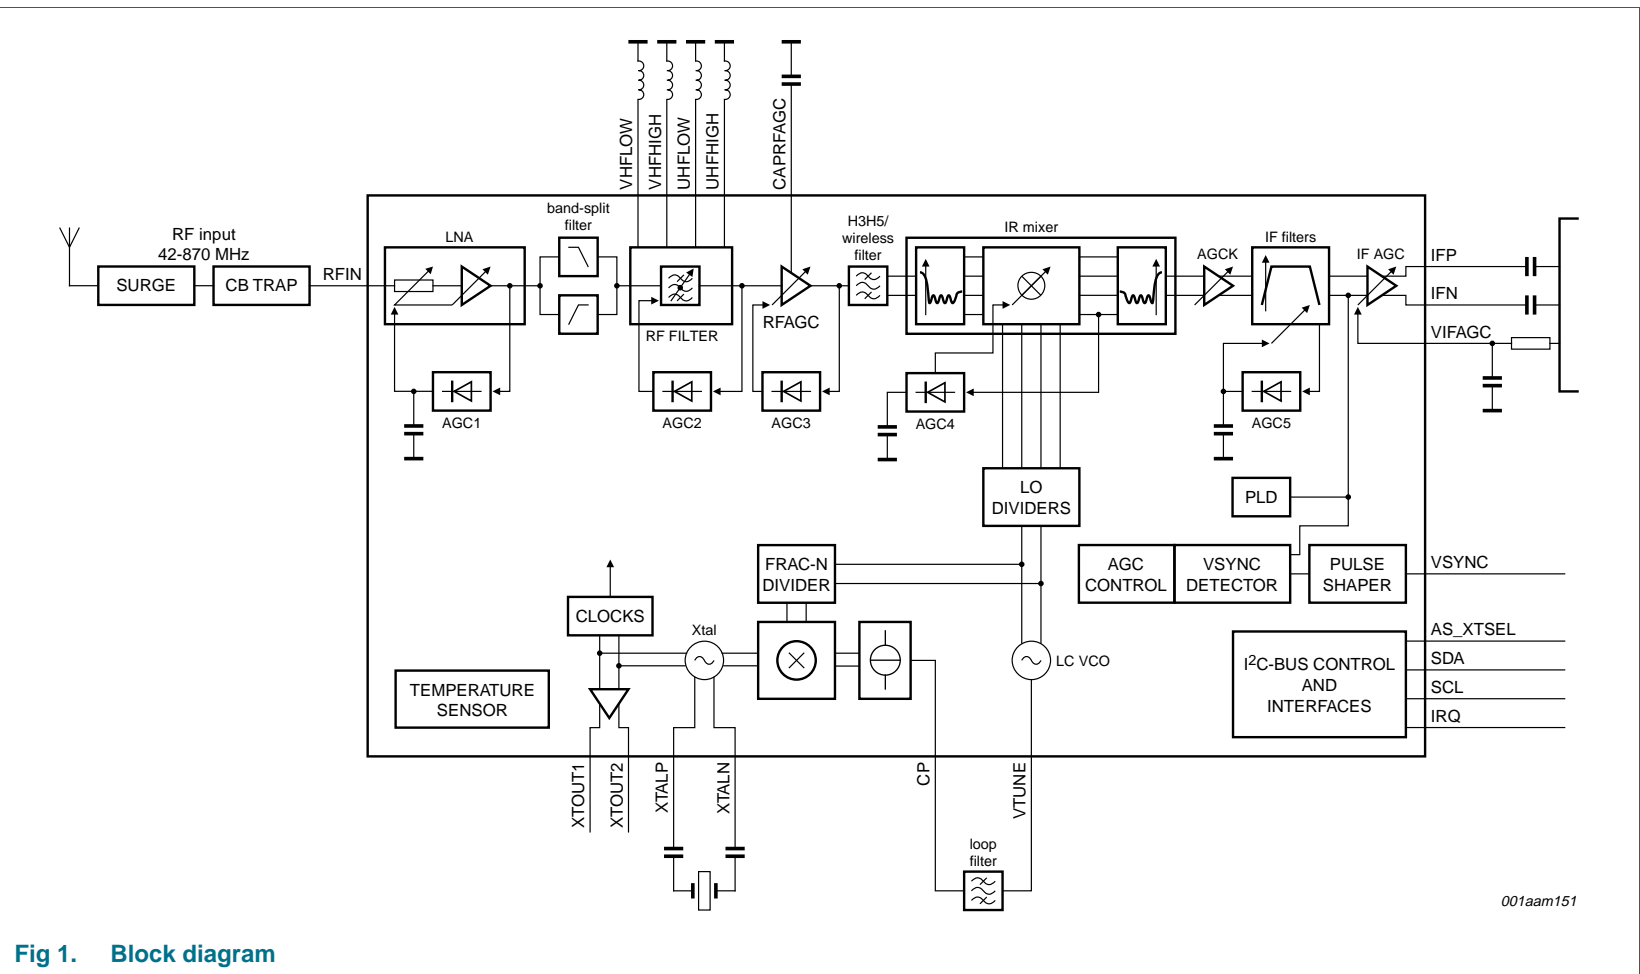 VHFLOW
VHFHIGH
UHFLOW
UHFHIGH
CAPRFAGC
RF input
42-870 MHz
SURGE
CB TRAP
RFIN
LNA
band-split
filter
RF FILTER
RFAGC
H3H5/
wireless
filter
IR mixer
AGCK
IF filters
IF AGC
IFP
IFN
VIFAGC
AGC1
AGC2
AGC3
AGC4
AGC5
LO
DIVIDERS
PLD
FRAC-N
DIVIDER
AGC
CONTROL
VSYNC
DETECTOR
PULSE
SHAPER
VSYNC
CLOCKS
Xtal
LC VCO
TEMPERATURE
SENSOR
I²C-BUS CONTROL
AND
INTERFACES
AS_XTSEL
SDA
SCL
IRQ
XTOUT1
XTOUT2
XTALP
XTALN
CP
VTUNE
loop
filter
001aam151
Fig 1. Block diagram